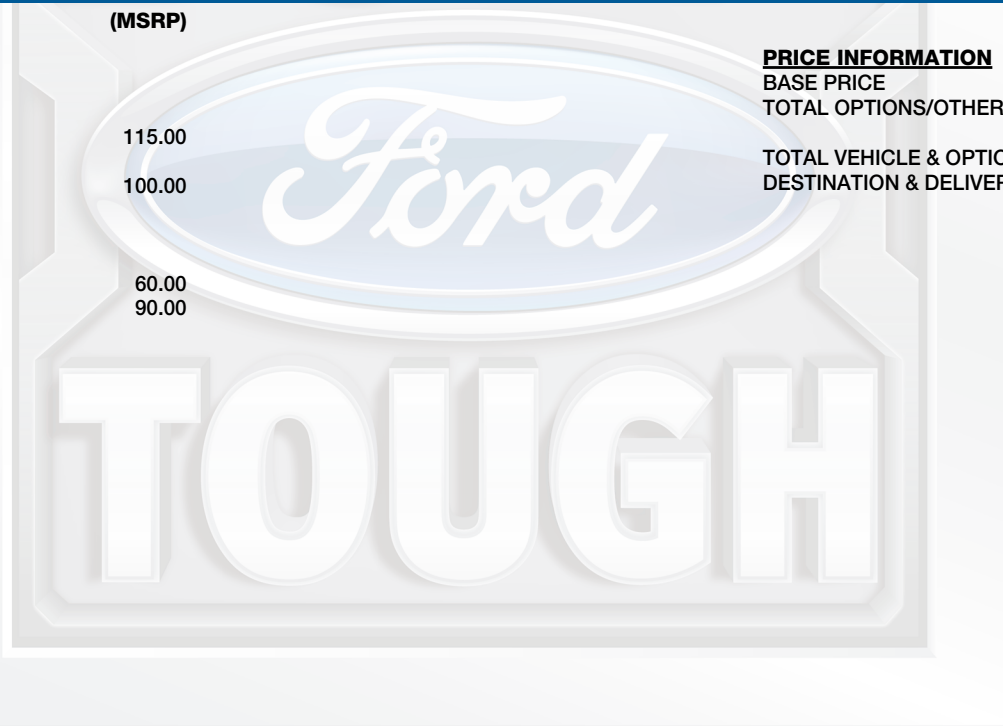 (MSRP)
PRICE INFORMATION
BASE PRICE
TOTAL OPTIONS/OTHER
115.00
TOTAL VEHICLE & OPTIO
100.00
DESTINATION & DELIVER
60.00
90.00
Ford
TOUGH